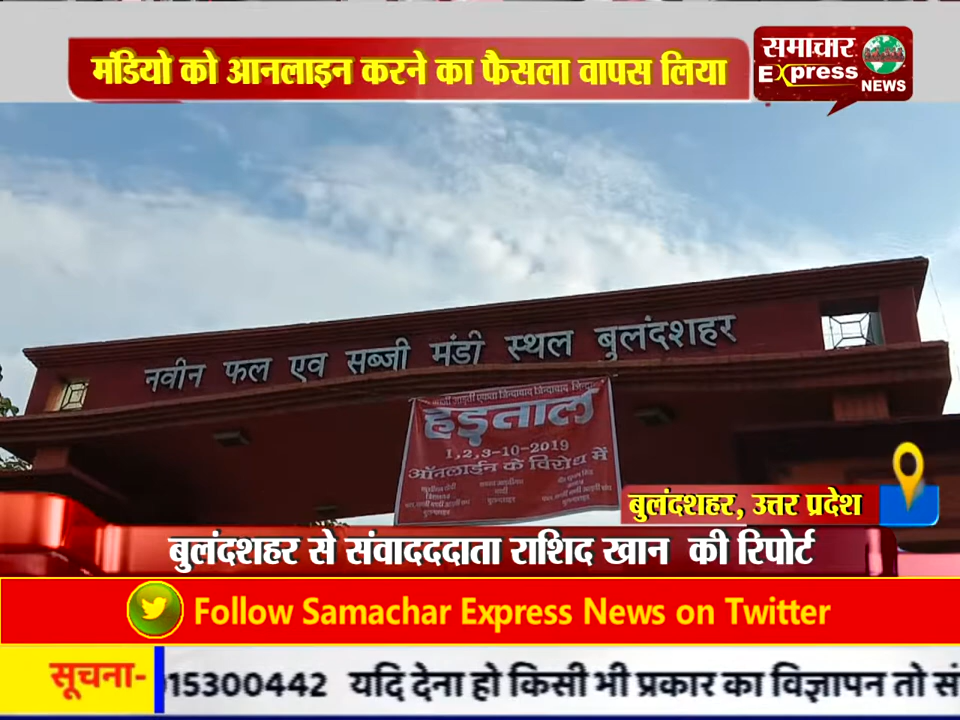 मंडियो को आनलाइन करने का फैसला वापस लिया
समाचार
Express
NEWS
नवीन फल एव सब्जी मंडी स्थल बुलंदशहर
एकता जिन्दाबाद जिन्दाबाद
हड़ताल
1,2,3-10-2019
ऑनलाईन के विरोध में
बुलंदशहर, उत्तर प्रदेश
बुलंदशहर से संवादददाता राशिद खान की रिपोर्ट
Follow Samachar Express News on Twitter
सूचना- 15300442 यदि देना हो किसी भी प्रकार का विज्ञापन तो सं